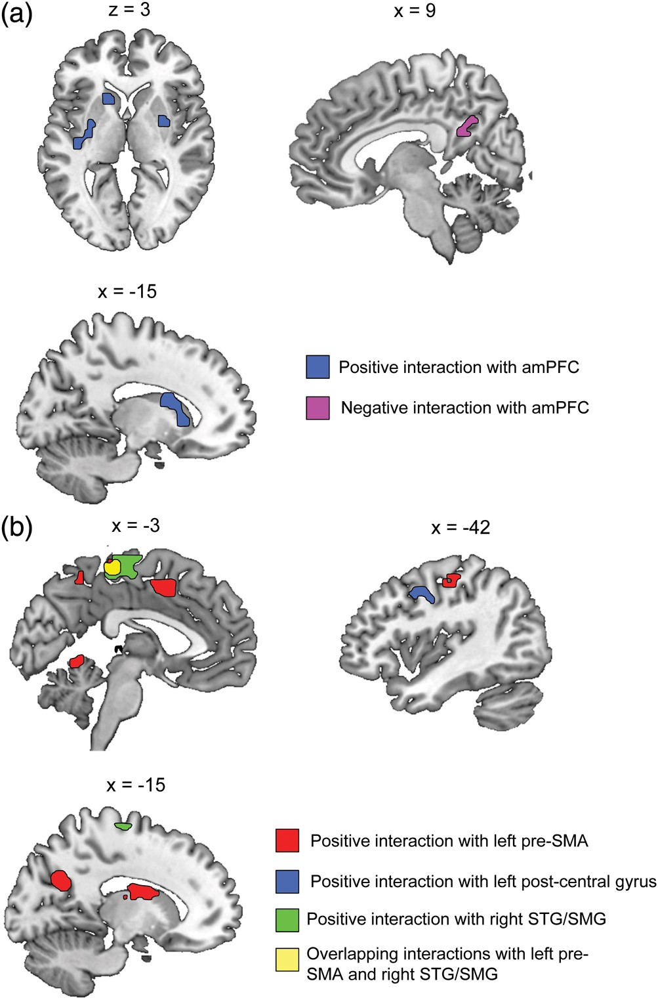 (a)
z = 3
x = 9
x = -15
Positive interaction with amPFC
Negative interaction with amPFC
(b)
x = -3
x = -42
x = -15
Positive interaction with left pre-SMA
Positive interaction with left post-central gyrus
Positive interaction with right STG/SMG
Overlapping interactions with left pre-
SMA and right STG/SMG